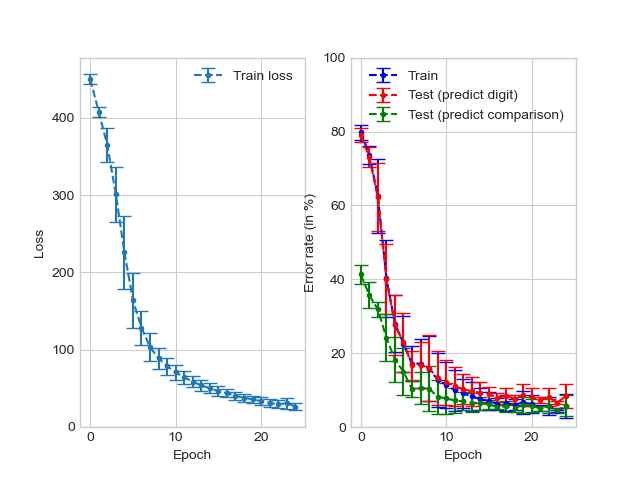 Train loss
400
300
200
100
0
0
10
20
Epoch
Loss
Train
Test (predict digit)
Test (predict comparison)
100
80
60
40
20
0
0
10
20
Epoch
Error rate (in %)